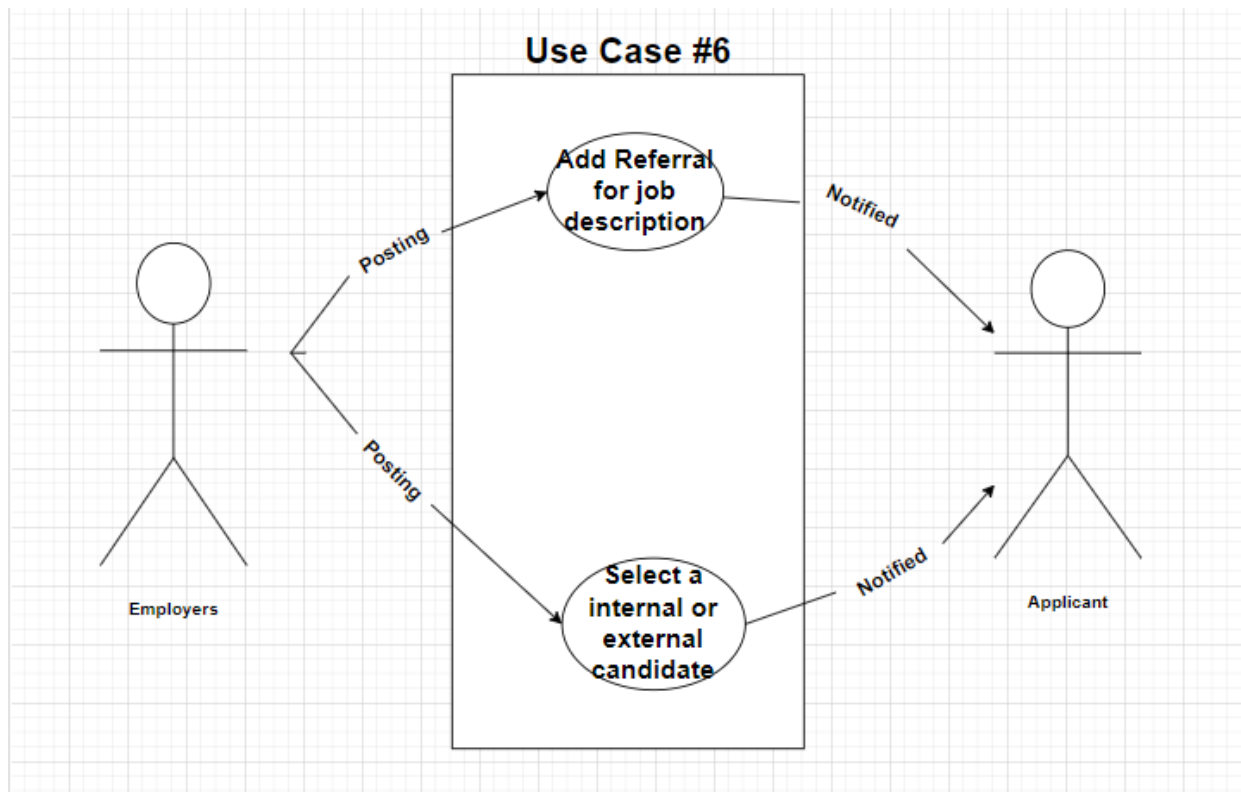 Use Case #6
Add Referral
for job
description
Notified
Posting
Posting
Select a
internal or
external
candidate
Notified
Employers
Applicant